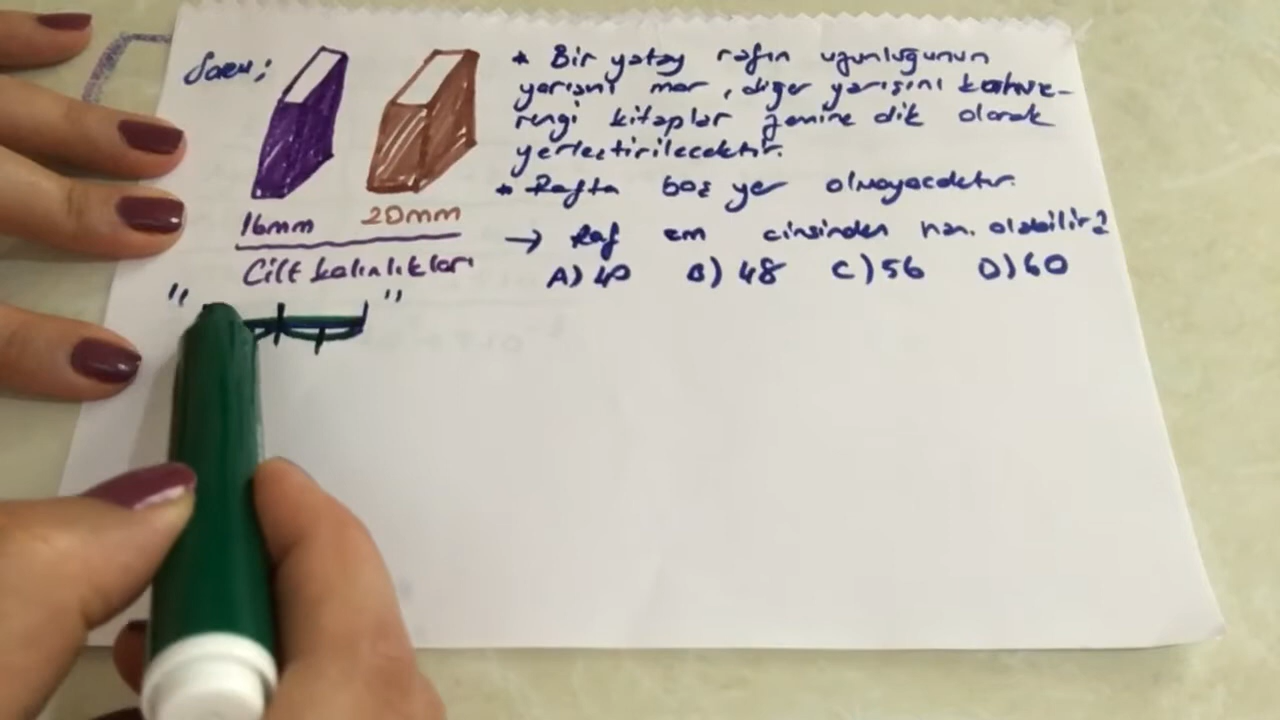 Soru;
* Bir yatay rafın uzunluğunun
yarısını mor, diğer yarısını kahve-
rengi kitaplar zemine dik olarak
yerleştirilecektir.
* Rafta boş yer olmayacaktır.
16mm 20mm
Cilt kalınlıkları
→ Raf cm cinsinden han. olabilir?
A) 40 B) 48 C) 56 D) 60
" "